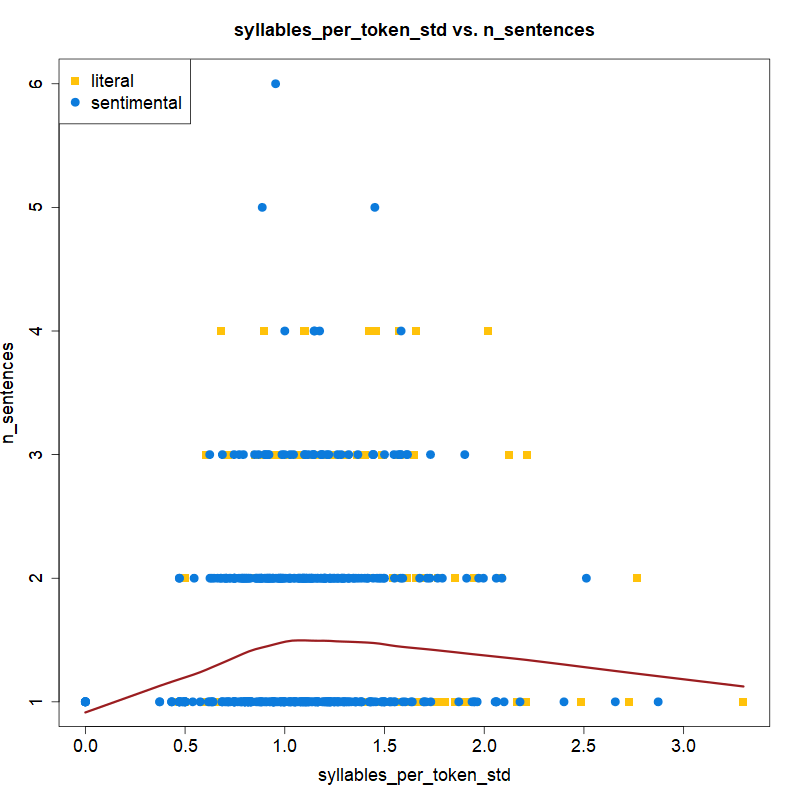 syllables_per_token_std vs. n_sentences
literal
sentimental
6
5
4
3
2
1
n_sentences
0.0 0.5 1.0 1.5 2.0 2.5 3.0
syllables_per_token_std